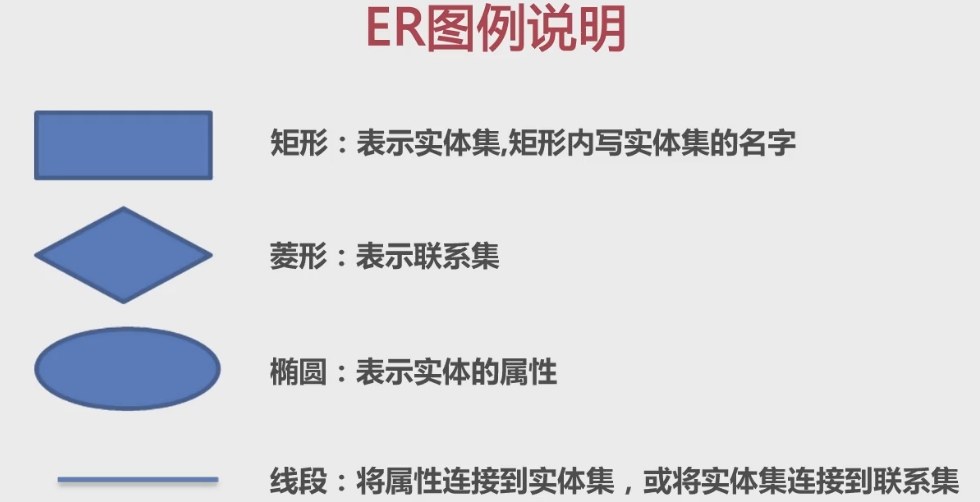 ER图例说明
矩形：表示实体集,矩形内写实体集的名字
菱形：表示联系集
椭圆：表示实体的属性
线段：将属性连接到实体集，或将实体集连接到联系集